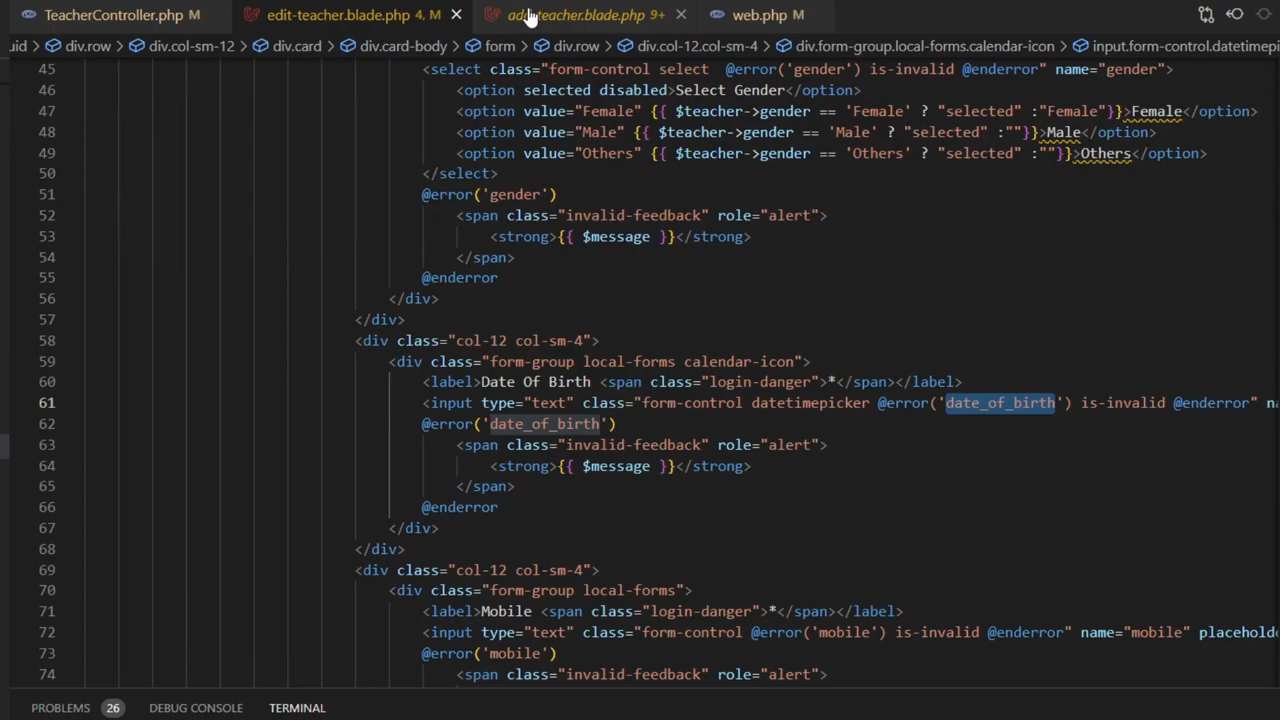 TeacherController.php M edit-teacher.blade.php 4, M teacher.blade.php 9+ web.php M
uid > div.row > div.col-sm-12 > div.card > div.card-body > form > div.row > div.col-12.col-sm-4 > div.form-group.local-forms.calendar-icon > input.form-control.datetimepic
45 <select class="form-control select  @error('gender') is-invalid @enderror" name="gender">
46 <option selected disabled>Select Gender</option>
47 <option value="Female" {{ $teacher->gender == 'Female' ? "selected" :"Female"}}>Female</option>
48 <option value="Male" {{ $teacher->gender == 'Male' ? "selected" :""}}>Male</option>
49 <option value="Others" {{ $teacher->gender == 'Others' ? "selected" :""}}>Others</option>
50 </select>
51 @error('gender')
52 <span class="invalid-feedback" role="alert">
53 <strong>{{ $message }}</strong>
54 </span>
55 @enderror
56 </div>
57 </div>
58 <div class="col-12 col-sm-4">
59 <div class="form-group local-forms calendar-icon">
60 <label>Date Of Birth <span class="login-danger">*</span></label>
61 <input type="text" class="form-control datetimepicker @error('date_of_birth') is-invalid @enderror" na
62 @error('date_of_birth')
63 <span class="invalid-feedback" role="alert">
64 <strong>{{ $message }}</strong>
65 </span>
66 @enderror
67 </div>
68 </div>
69 <div class="col-12 col-sm-4">
70 <div class="form-group local-forms">
71 <label>Mobile <span class="login-danger">*</span></label>
72 <input type="text" class="form-control @error('mobile') is-invalid @enderror" name="mobile" placehold
73 @error('mobile')
74 <span class="invalid-feedback" role="alert">
PROBLEMS 26 DEBUG CONSOLE TERMINAL